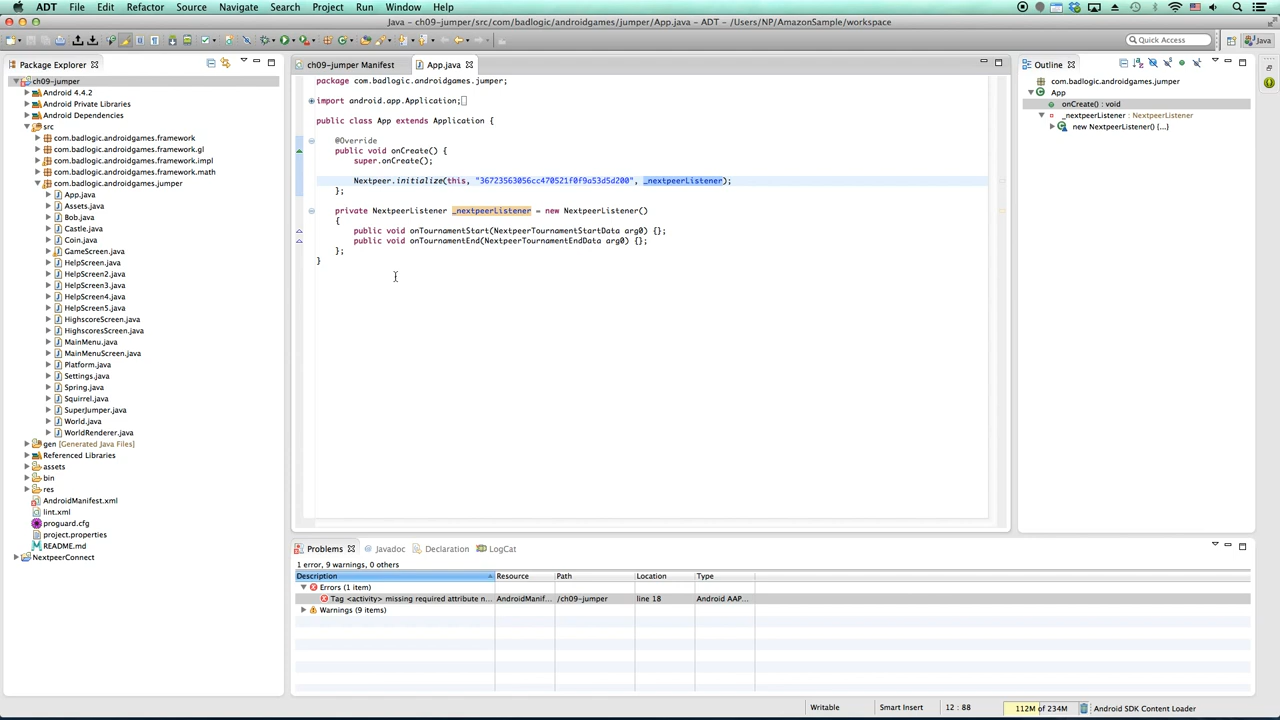 ADT File Edit Refactor Source Navigate Search Project Run Window Help
Java - ch09-jumper/src/com/badlogic/androidgames/jumper/App.java - ADT - /Users/NP/AmazonSample/workspace
Quick Access
Java
Package Explorer
ch09-jumper
Android 4.4.2
Android Private Libraries
Android Dependencies
src
com.badlogic.androidgames.framework
com.badlogic.androidgames.framework.gl
com.badlogic.androidgames.framework.impl
com.badlogic.androidgames.framework.math
com.badlogic.androidgames.jumper
App.java
Assets.java
Bob.java
Castle.java
Coin.java
GameScreen.java
HelpScreen.java
HelpScreen2.java
HelpScreen3.java
HelpScreen4.java
HelpScreen5.java
HighscoreScreen.java
HighscoresScreen.java
MainMenu.java
MainMenuScreen.java
Platform.java
Settings.java
Spring.java
Squirrel.java
SuperJumper.java
World.java
WorldRenderer.java
gen [Generated Java Files]
Referenced Libraries
assets
bin
res
AndroidManifest.xml
lint.xml
proguard.cfg
project.properties
README.md
NextpeerConnect
ch09-jumper Manifest App.java
package com.badlogic.androidgames.jumper;
import android.app.Application;
public class App extends Application {
@Override
public void onCreate() {
super.onCreate();
Nextpeer.initialize(this, "36723563056cc470521f0f9a53d5d200", _nextpeerListener);
};
private NextpeerListener _nextpeerListener = new NextpeerListener()
{
public void onTournamentStart(NextpeerTournamentStartData arg0) {};
public void onTournamentEnd(NextpeerTournamentEndData arg0) {};
};
}
Outline
com.badlogic.androidgames.jumper
App
onCreate() : void
_nextpeerListener : NextpeerListener
new NextpeerListener() {...}
Problems Javadoc Declaration LogCat
1 error, 9 warnings, 0 others
Description Resource Path Location Type
Errors (1 item)
Tag <activity> missing required attribute n... AndroidManif... /ch09-jumper line 18 Android AAP...
Warnings (9 items)
Writable Smart Insert 12 : 88 112M of 234M Android SDK Content Loader